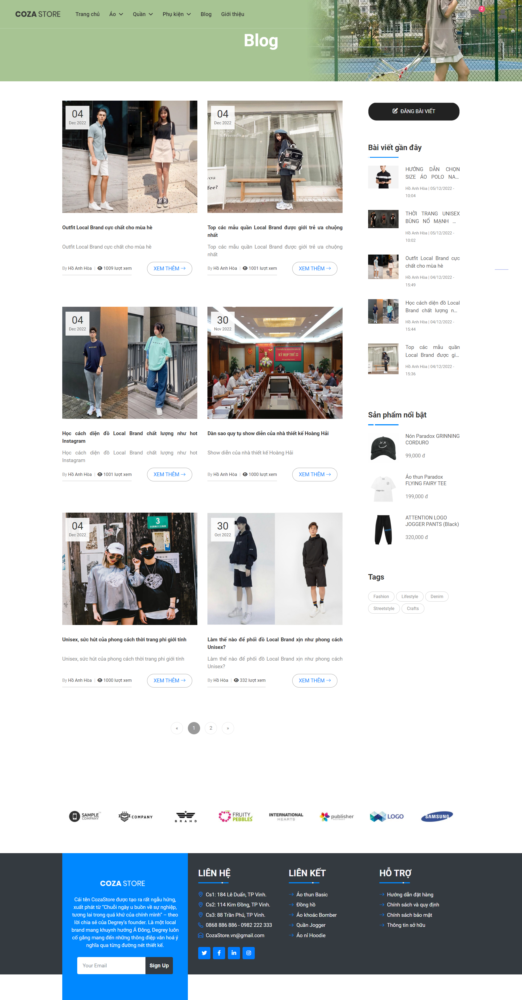 COZA STORE
Trang chủ
Áo
Quần
Phụ kiện
Blog
Giới thiệu
2
Blog
04
Dec 2022
Outfit Local Brand cực chất cho mùa hè
Outfit Local Brand cực chất cho mùa hè
By Hồ Anh Hòa | 1009 lượt xem
XEM THÊM
04
Dec 2022
space
& friends.
you
fee?
Top các mẫu quần Local Brand được giới trẻ ưa chuộng
nhất
Top các mẫu quần Local Brand được giới trẻ ưa chuộng
nhất
By Hồ Anh Hòa | 1001 lượt xem
XEM THÊM
04
Dec 2022
Học cách diện đồ Local Brand chất lượng như hot
Instagram
Học cách diện đồ Local Brand chất lượng như hot
Instagram
By Hồ Anh Hòa | 1001 lượt xem
XEM THÊM
30
Nov 2022
KỲ HỌP THỨ 22
Dàn sao quy tụ show diễn của nhà thiết kế Hoàng Hải
Show diễn của nhà thiết kế Hoàng Hải
By Hồ Anh Hòa | 1000 lượt xem
XEM THÊM
04
Dec 2022
3
Unisex, sức hút của phong cách thời trang phi giới tính
Unisex, sức hút của phong cách thời trang phi giới tính
By Hồ Anh Hòa | 1000 lượt xem
XEM THÊM
30
Oct 2022
Làm thế nào để phối đồ Local Brand xịn như phong cách
Unisex?
Làm thế nào để phối đồ Local Brand xịn như phong cách
Unisex?
By Hồ Hòa | 332 lượt xem
XEM THÊM
« 1 2 »
ĐĂNG BÀI VIẾT
Bài viết gần đây
HƯỚNG DẪN CHỌN
SIZE ÁO POLO NA...
Hồ Anh Hòa | 05/12/2022 -
10:04
THỜI TRANG UNISEX
BÙNG NỔ MẠNH ...
Hồ Anh Hòa | 05/12/2022 -
10:02
Outfit Local Brand cực
chất cho mùa hè
Hồ Anh Hòa | 04/12/2022 -
15:49
Học cách diện đồ Local
Brand chất lượng n...
Hồ Anh Hòa | 04/12/2022 -
15:44
Top các mẫu quần
Local Brand được gi...
Hồ Anh Hòa | 04/12/2022 -
15:36
Sản phẩm nổi bật
Nón Paradox GRINNING
CORDURO
99,000 đ
Áo thun Paradox
FLYING FAIRY TEE
199,000 đ
ATTENTION LOGO
JOGGER PANTS (Black)
320,000 đ
Tags
Fashion
Lifestyle
Denim
Streetstyle
Crafts
SAMPLE
COMPANY
COMPANY
BRAND
FRUITY
PEBBLES
INTERNATIONAL
HEARTS
publisher
LOGO
SAMSUNG
COZA STORE
Cái tên CozaStore được tạo ra rất ngẫu hứng,
xuất phát từ “Chuỗi ngày u buồn về sự nghiệp,
tương lai trong quá khứ của chính mình” – theo
lời chia sẻ của Degrey’s founder. Là một local
brand mang khuynh hướng Á Đông, Degrey luôn
cố gắng mang đến những thông điệp văn hoá ý
nghĩa qua từng đường nét thiết kế.
Your Email
Sign Up
LIÊN HỆ
Cs1: 184 Lê Duẩn, TP Vinh.
Cs2: 114 Kim Đồng, TP Vinh.
Cs3: 88 Trần Phú, TP Vinh.
0868 886 886 - 0982 222 333
CozaStore.vn@gmail.com
LIÊN KẾT
Áo thun Basic
Đồng hồ
Áo khoác Bomber
Quần Jogger
Áo nỉ Hoodie
HỖ TRỢ
Hướng dẫn đặt hàng
Chính sách và quy định
Chính sách bảo mật
Thông tin sở hữu